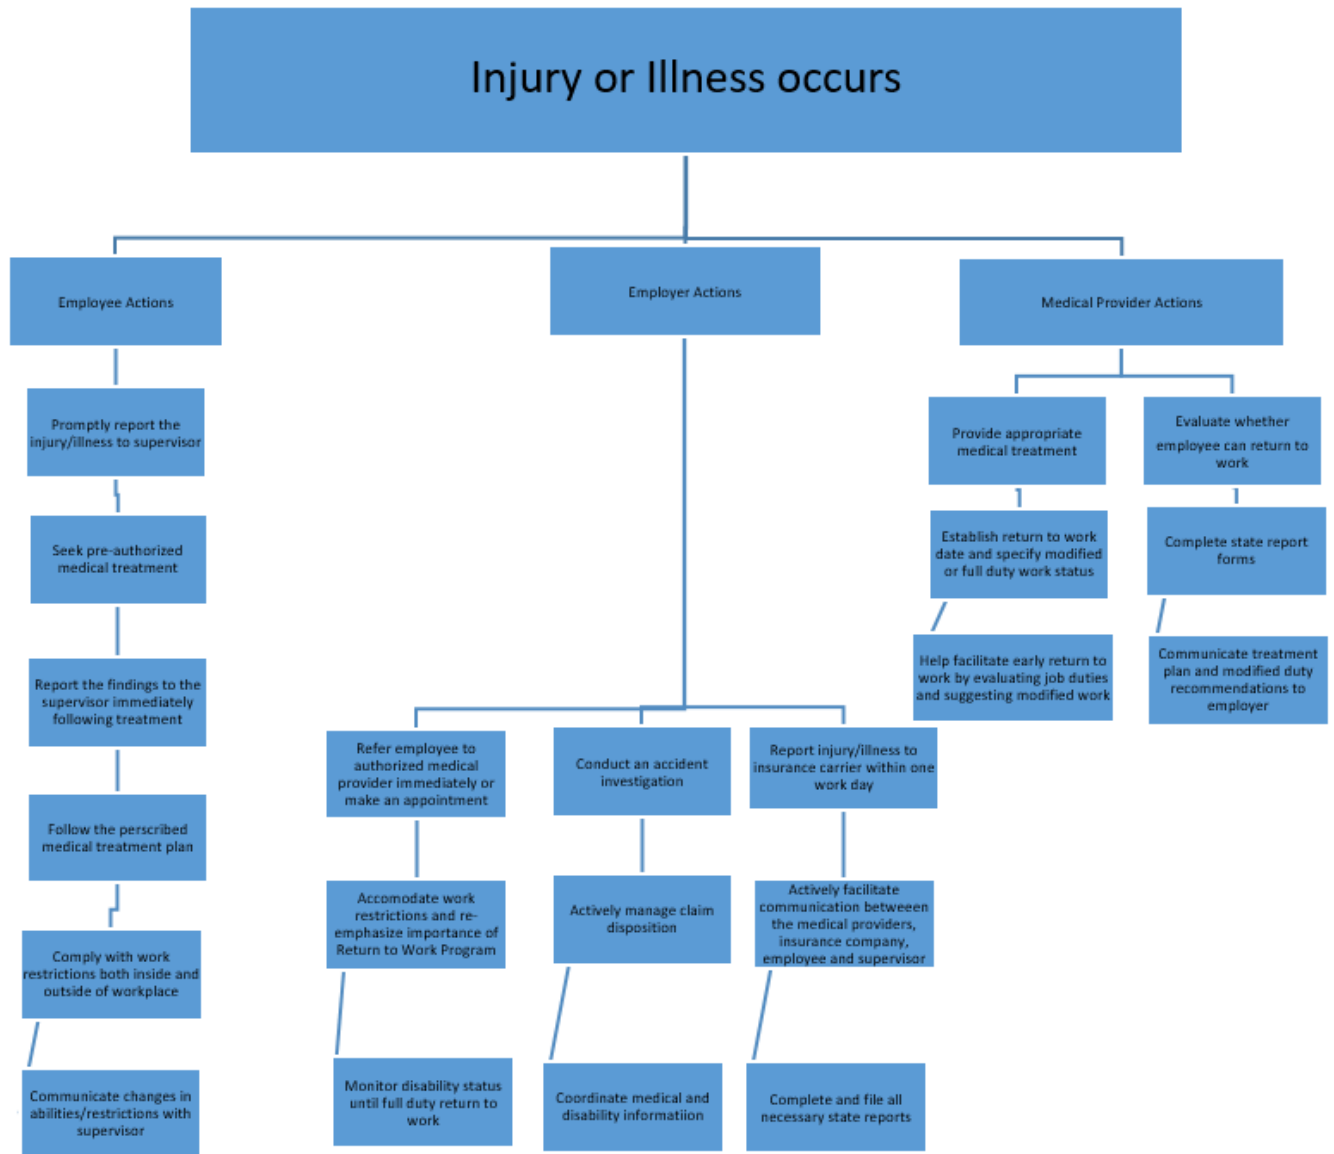 Injury or Illness occurs
Employee Actions
Employer Actions
Medical Provider Actions
Promptly report the
injury/illness to supervisor
Seek pre-authorized
medical treatment
Report the findings to the
supervisor immediately
following treatment
Follow the perscribed
medical treatment plan
Comply with work
restrictions both inside and
outside of workplace
Communicate changes in
abilities/restrictions with
supervisor
Refer employee to
authorized medical
provider immediately or
make an appointment
Accomodate work
restrictions and re-
emphasize importance of
Return to Work Program
Monitor disability status
until full duty return to
work
Conduct an accident
investigation
Actively manage claim
disposition
Coordinate medical and
disability informatiion
Report injury/illness to
insurance carrier within one
work day
Actively facilitate
communication betweeen
the medical providers,
insurance company,
employee and supervisor
Complete and file all
necessary state reports
Provide appropriate
medical treatment
Establish return to work
date and specify modified
or full duty work status
Help facilitate early return to
work by evaluating job duties
and suggesting modified work
Evaluate whether
employee can return to
work
Complete state report
forms
Communicate treatment
plan and modified duty
recommendations to
employer